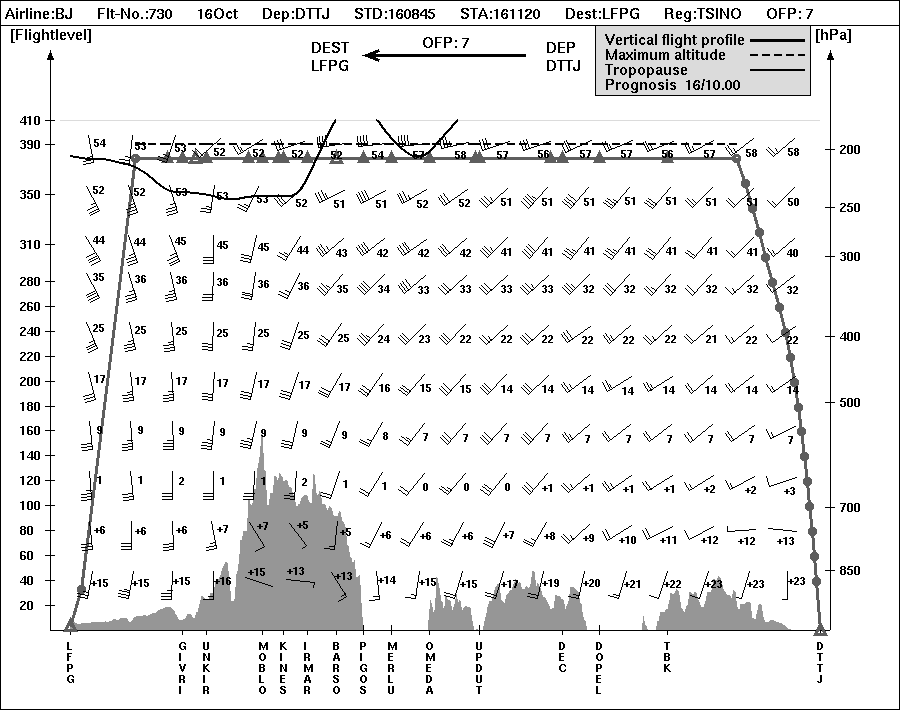 Airline:BJ Flt-No.:730 16Oct Dep:DTTJ STD:160845 STA:161120 Dest:LFPG Reg:TSINO OFP: 7
[Flightlevel] DEST LFPG OFP: 7 DEP DTTJ [hPa]
Vertical flight profile
Maximum altitude
Tropopause
Prognosis 16/10.00
410
390 54 53 53 52 52 52 54 57 58 57 56 57 57 56 57 58 58 200
350 52 52 53 53 53 52 51 51 52 52 51 51 51 51 51 51 50 250
310 44 44 45 45 45 44 43 42 42 42 41 41 41 41 41 41 40 300
280 35 36 36 36 36 36 35 34 33 33 33 33 32 32 32 32 32
260
240 25 25 25 25 25 25 25 24 23 22 22 22 22 22 21 22 22 400
220
200 17 17 17 17 17 17 17 16 15 15 14 14 14 14 14 14 14
180 500
160 9 9 9 9 9 9 9 8 7 7 7 7 7 7 7 7 7
140
120 1 1 2 1 1 2 1 1 0 0 0 +1 +1 +1 +2 +2 +3
100 700
80 +6 +6 +6 +7 +7 +5 +5 +6 +6 +6 +7 +8 +9 +10 +11 +12 +12 +13
60
40 +15 +15 +15 +16 +15 +13 +13 +14 +15 +15 +17 +19 +20 +21 +22 +23 +23 +23 850
20
LFPG GIVRI UNKIR MOBLO KINES IRMAR BARSO PIGOS MERLU OMEDA UPDUT DEC DOPEL TBK DTTJ